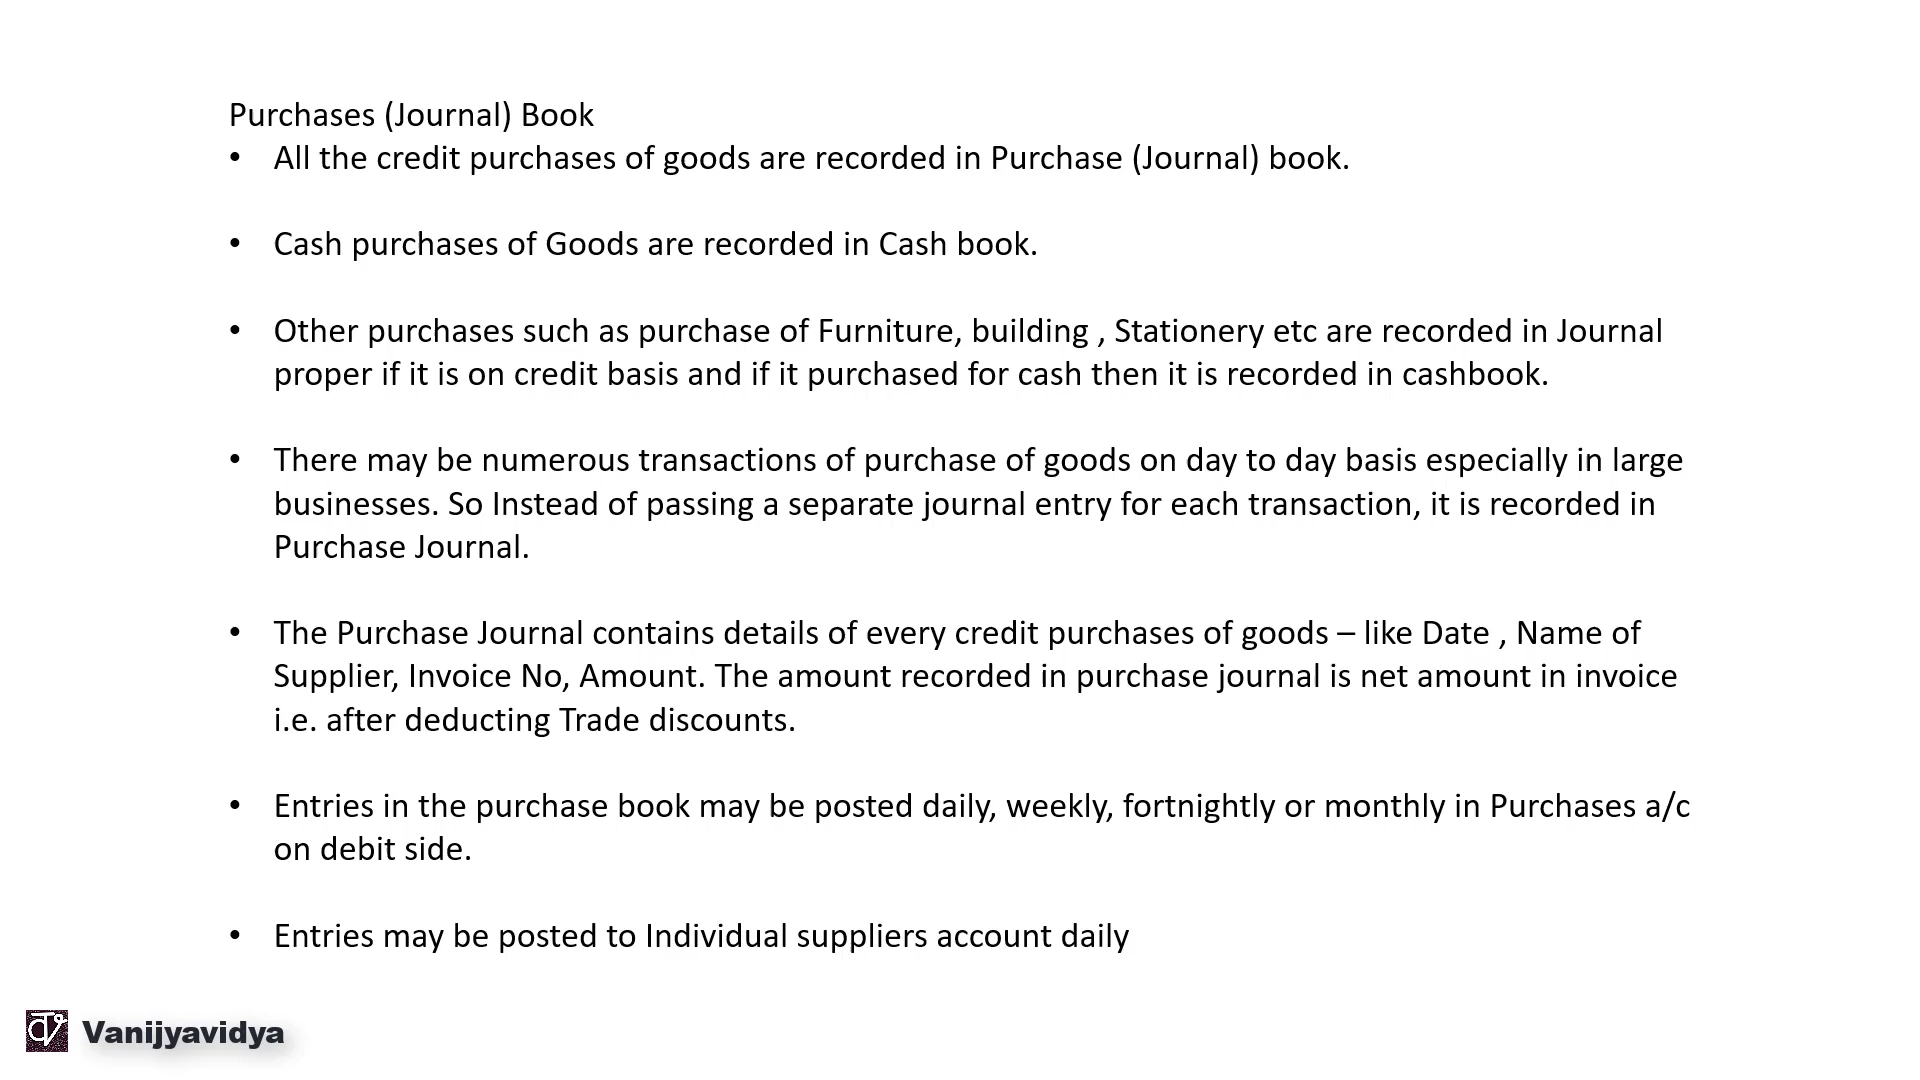 Purchases (Journal) Book
• All the credit purchases of goods are recorded in Purchase (Journal) book.
• Cash purchases of Goods are recorded in Cash book.
• Other purchases such as purchase of Furniture, building , Stationery etc are recorded in Journal
proper if it is on credit basis and if it purchased for cash then it is recorded in cashbook.
• There may be numerous transactions of purchase of goods on day to day basis especially in large
businesses. So Instead of passing a separate journal entry for each transaction, it is recorded in
Purchase Journal.
• The Purchase Journal contains details of every credit purchases of goods – like Date , Name of
Supplier, Invoice No, Amount. The amount recorded in purchase journal is net amount in invoice
i.e. after deducting Trade discounts.
• Entries in the purchase book may be posted daily, weekly, fortnightly or monthly in Purchases a/c
on debit side.
• Entries may be posted to Individual suppliers account daily
Vanijyavidya